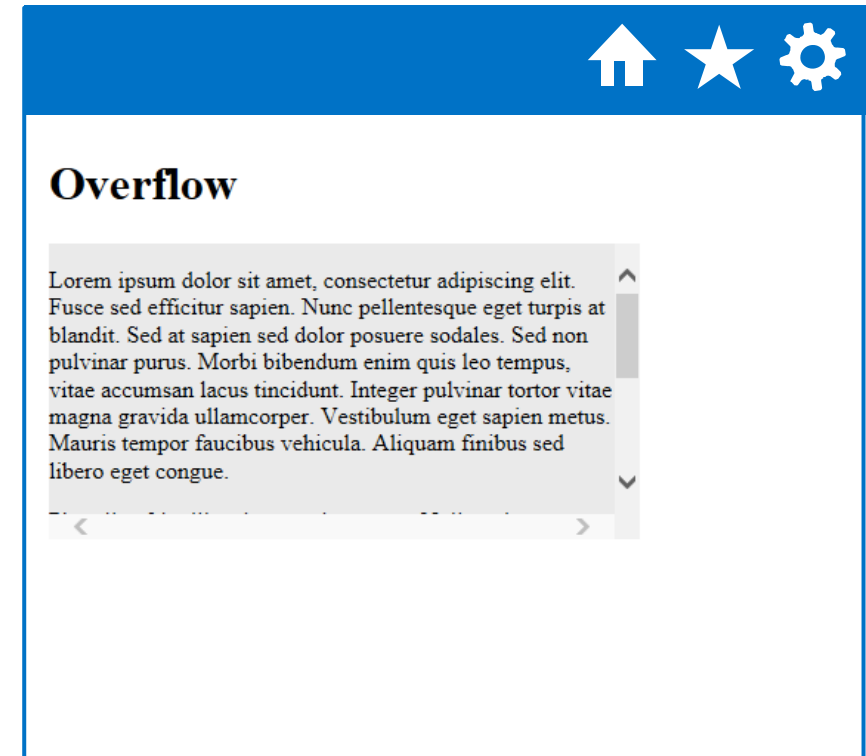 Overflow
Lorem ipsum dolor sit amet, consectetur adipiscing elit.
Fusce sed efficitur sapien. Nunc pellentesque eget turpis at
blandit. Sed at sapien sed dolor posuere sodales. Sed non
pulvinar purus. Morbi bibendum enim quis leo tempus,
vitae accumsan lacus tincidunt. Integer pulvinar tortor vitae
magna gravida ullamcorper. Vestibulum eget sapien metus.
Mauris tempor faucibus vehicula. Aliquam finibus sed
libero eget congue.